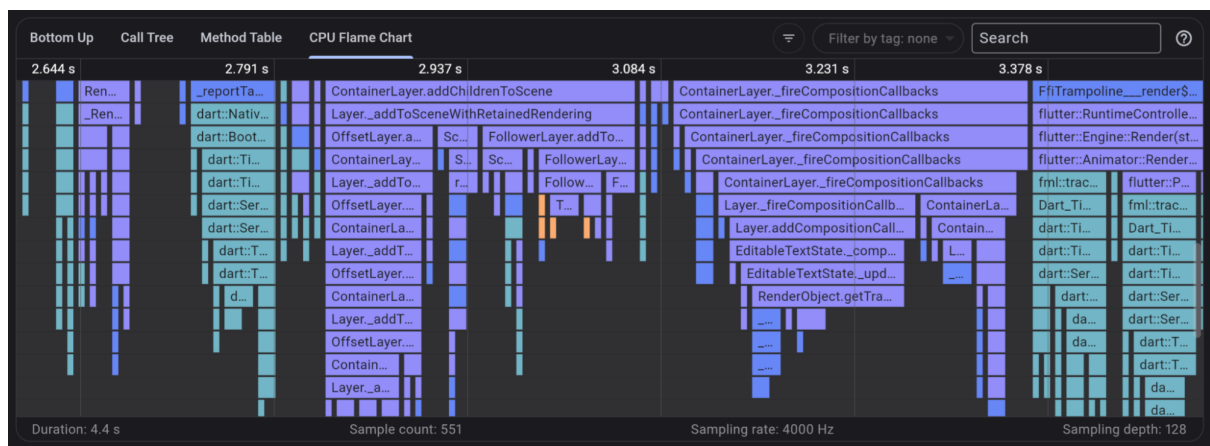 Bottom Up Call Tree Method Table CPU Flame Chart Filter by tag: none Search
2.644 s 2.791 s 2.937 s 3.084 s 3.231 s 3.378 s
Ren... _reportTa... ContainerLayer.addChildrenToScene ContainerLayer._fireCompositionCallbacks FfiTrampoline___render$...
_Ren... dart::Nativ... Layer._addToSceneWithRetainedRendering ContainerLayer._fireCompositionCallbacks flutter::RuntimeControlle...
dart::Boot... OffsetLayer.a... Sc... FollowerLayer.addTo... ContainerLayer._fireCompositionCallbacks flutter::Engine::Render(st...
dart::Ti... ContainerLay... S... Sc... FollowerLay... ContainerLayer._fireCompositionCallbacks flutter::Animator::Render...
dart::Ti... Layer._addTo... r... Follow... F... ContainerLayer._fireCompositionCallbacks fml::trac... flutter::P...
dart::Ser... OffsetLayer.... T... Layer._fireCompositionCallb... ContainerLa... Dart_Ti... fml::trac...
dart::Ser... ContainerLa... Layer.addCompositionCall... Contain... dart::Ti... Dart_Ti...
dart::T... Layer._addT... EditableTextState._comp... L... dart::Ti... dart::Ti...
dart::T... OffsetLayer.... EditableTextState._upd... _... dart::Ser... dart::Ti...
d... ContainerLa... RenderObject.getTra... dart:... dart::Ser...
Layer._addT... _... da... dart::Ser...
OffsetLayer.... _... da... dart::T...
Contain... _... dart::T...
Layer._a... da...
da...
Duration: 4.4 s Sample count: 551 Sampling rate: 4000 Hz Sampling depth: 128